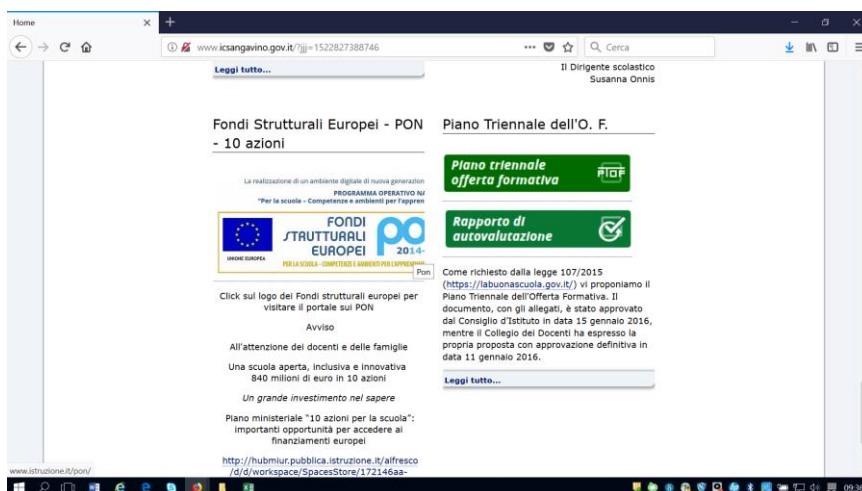 Home
www.icsangavino.gov.it/?jjj=1522827388746
Cerca
Leggi tutto...
Il Dirigente scolastico
Susanna Onnis
Fondi Strutturali Europei - PON
- 10 azioni
La realizzazione di un ambiente digitale di nuova generazion
PROGRAMMA OPERATIVO NA
"Per la scuola - Competenze e ambienti per l'appren
FONDI
STRUTTURALI
EUROPEI
po
2014-
UNIONE EUROPEA
PER LA SCUOLA - COMPETENZE E AMBIENTI PER L'APPRENDIM
Pon
Click sul logo dei Fondi strutturali europei per
visitare il portale sui PON
Avviso
All'attenzione dei docenti e delle famiglie
Una scuola aperta, inclusiva e innovativa
840 milioni di euro in 10 azioni
Un grande investimento nel sapere
Piano ministeriale "10 azioni per la scuola":
importanti opportunità per accedere ai
finanziamenti europei
http://hubmiur.pubblica.istruzione.it/alfresco
/d/d/workspace/SpacesStore/172146aa-
Piano Triennale dell'O. F.
Piano triennale
offerta formativa
PTOF
Rapporto di
autovalutazione
Come richiesto dalla legge 107/2015
(https://labuonascuola.gov.it/) vi proponiamo il
Piano Triennale dell'Offerta Formativa. Il
documento, con gli allegati, è stato approvato
dal Consiglio d'Istituto in data 15 gennaio 2016,
mentre il Collegio dei Docenti ha espresso la
propria proposta con approvazione definitiva in
data 11 gennaio 2016.
Leggi tutto...
www.istruzione.it/pon/
09:36